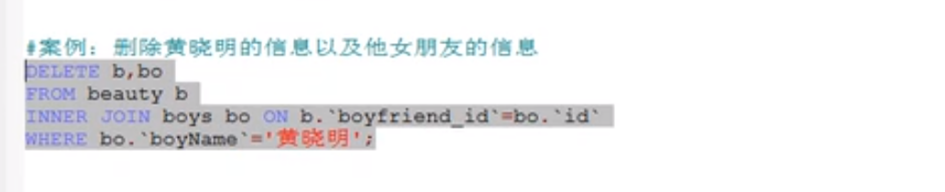 #案例：删除黄晓明的信息以及他女朋友的信息
DELETE b,bo
FROM beauty b
INNER JOIN boys bo ON b.`boyfriend_id`=bo.`id`
WHERE bo.`boyName`='黄晓明';